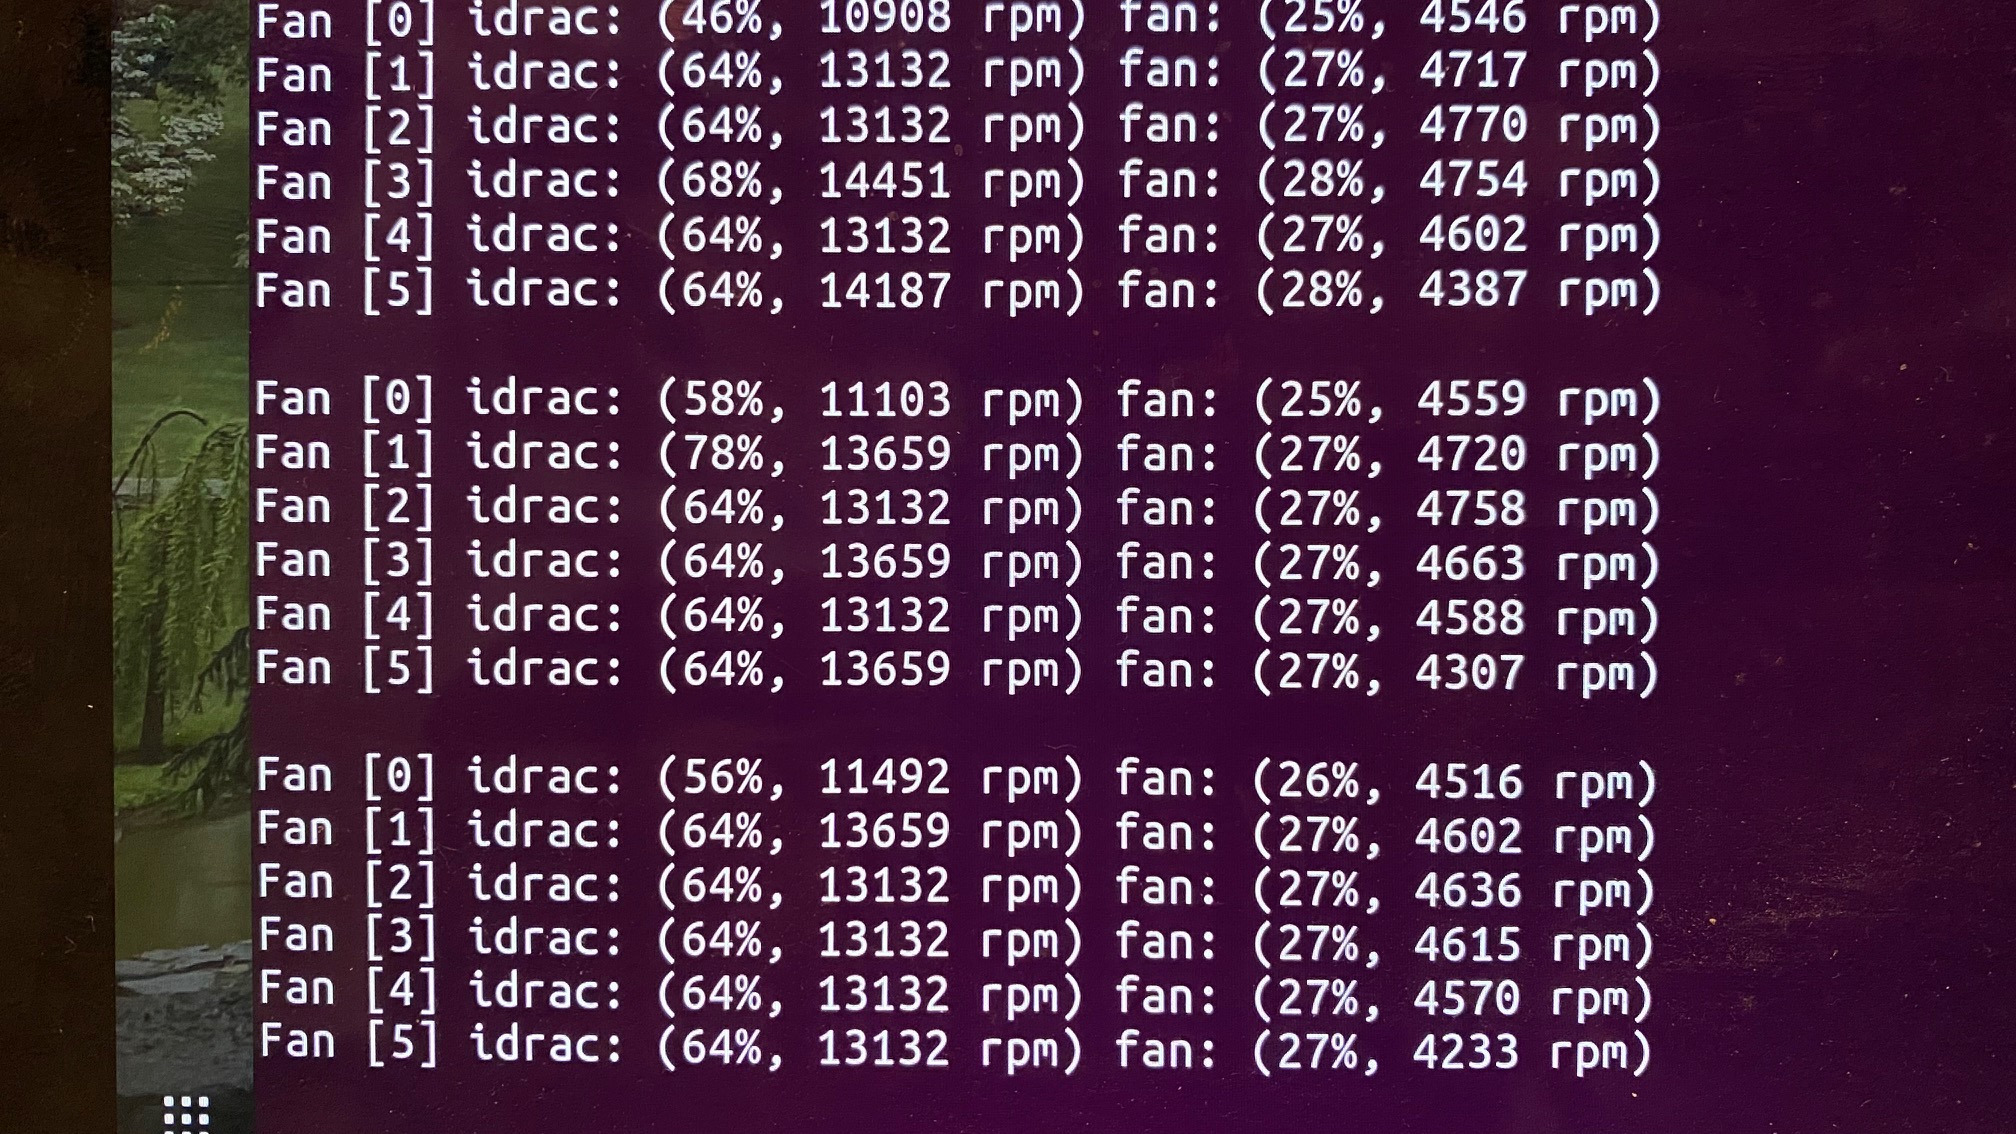 Fan [0] idrac: (46%, 10908 rpm) fan: (25%, 4546 rpm)
Fan [1] idrac: (64%, 13132 rpm) fan: (27%, 4717 rpm)
Fan [2] idrac: (64%, 13132 rpm) fan: (27%, 4770 rpm)
Fan [3] idrac: (68%, 14451 rpm) fan: (28%, 4754 rpm)
Fan [4] idrac: (64%, 13132 rpm) fan: (27%, 4602 rpm)
Fan [5] idrac: (64%, 14187 rpm) fan: (28%, 4387 rpm)
Fan [0] idrac: (58%, 11103 rpm) fan: (25%, 4559 rpm)
Fan [1] idrac: (78%, 13659 rpm) fan: (27%, 4720 rpm)
Fan [2] idrac: (64%, 13132 rpm) fan: (27%, 4758 rpm)
Fan [3] idrac: (64%, 13659 rpm) fan: (27%, 4663 rpm)
Fan [4] idrac: (64%, 13132 rpm) fan: (27%, 4588 rpm)
Fan [5] idrac: (64%, 13659 rpm) fan: (27%, 4307 rpm)
Fan [0] idrac: (56%, 11492 rpm) fan: (26%, 4516 rpm)
Fan [1] idrac: (64%, 13659 rpm) fan: (27%, 4602 rpm)
Fan [2] idrac: (64%, 13132 rpm) fan: (27%, 4636 rpm)
Fan [3] idrac: (64%, 13132 rpm) fan: (27%, 4615 rpm)
Fan [4] idrac: (64%, 13132 rpm) fan: (27%, 4570 rpm)
Fan [5] idrac: (64%, 13132 rpm) fan: (27%, 4233 rpm)